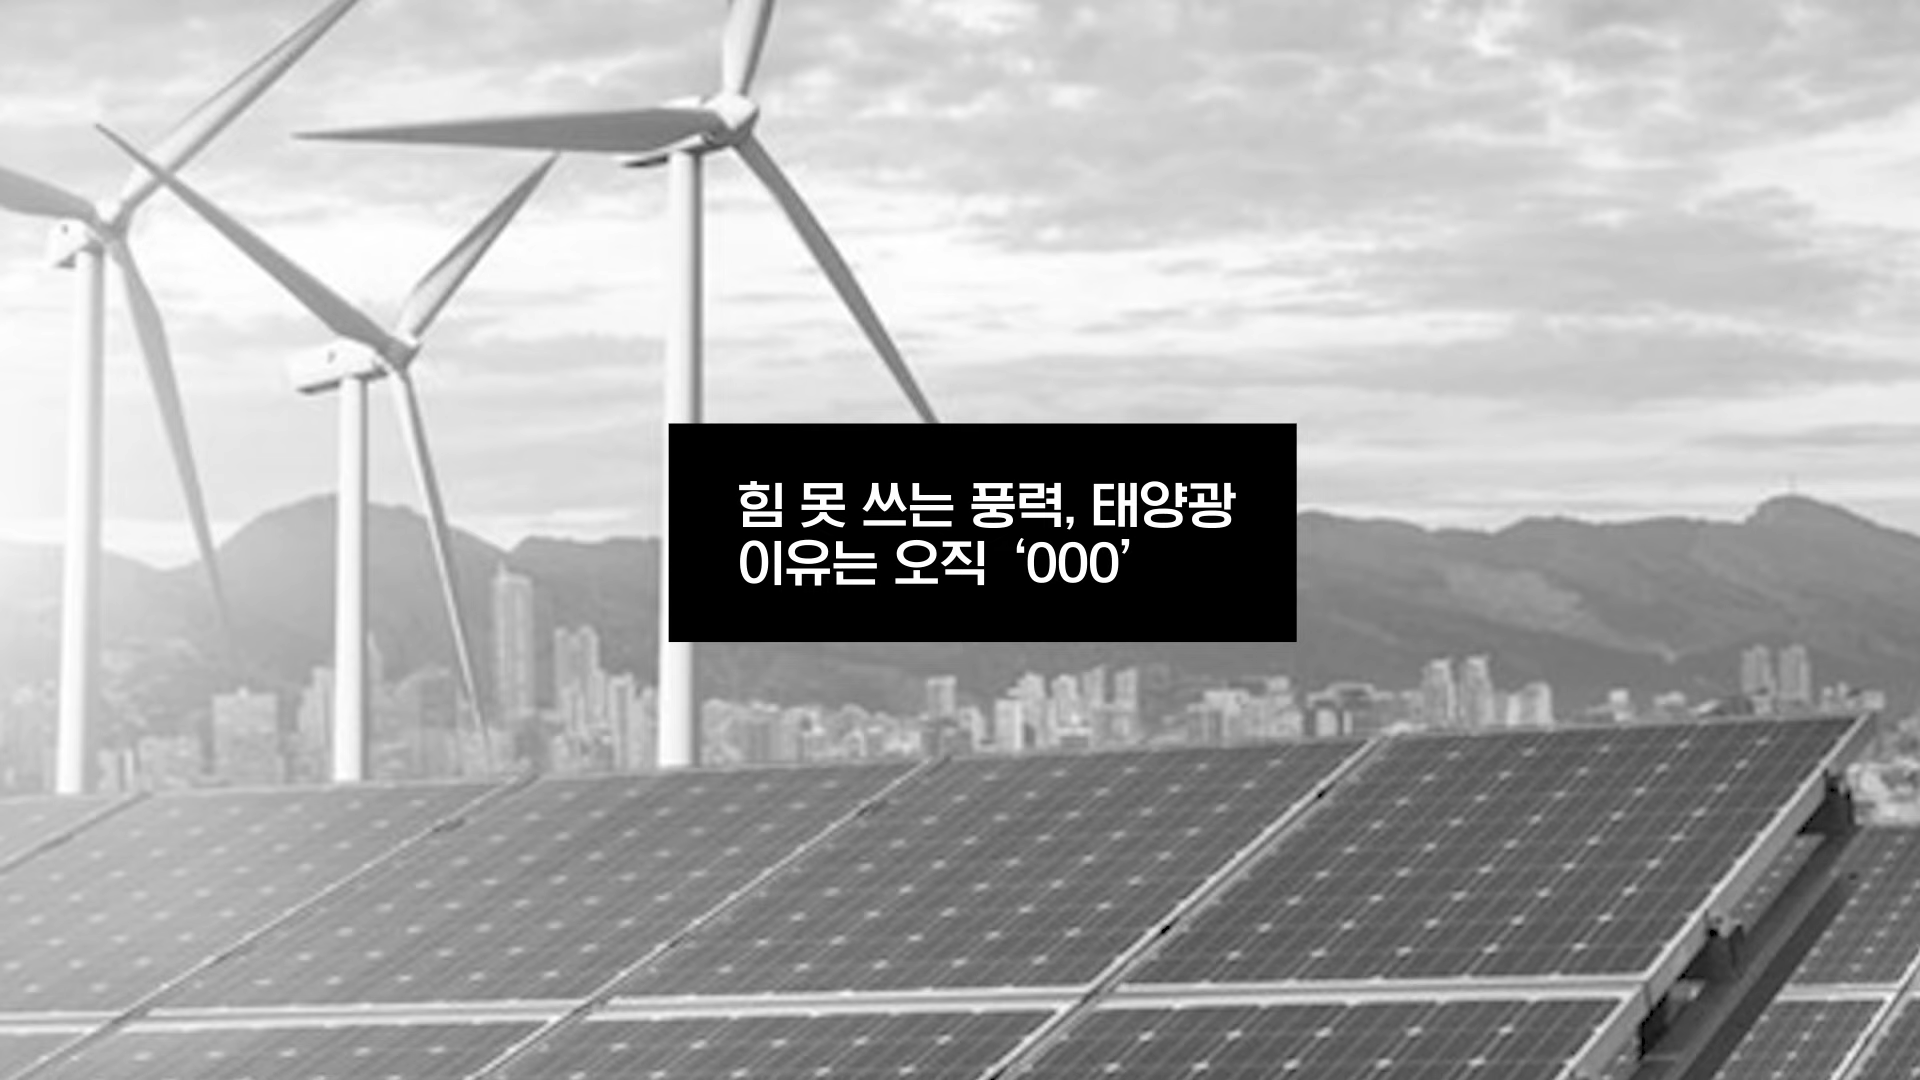 힘 못 쓰는 풍력, 태양광
이유는 오직 ‘000’